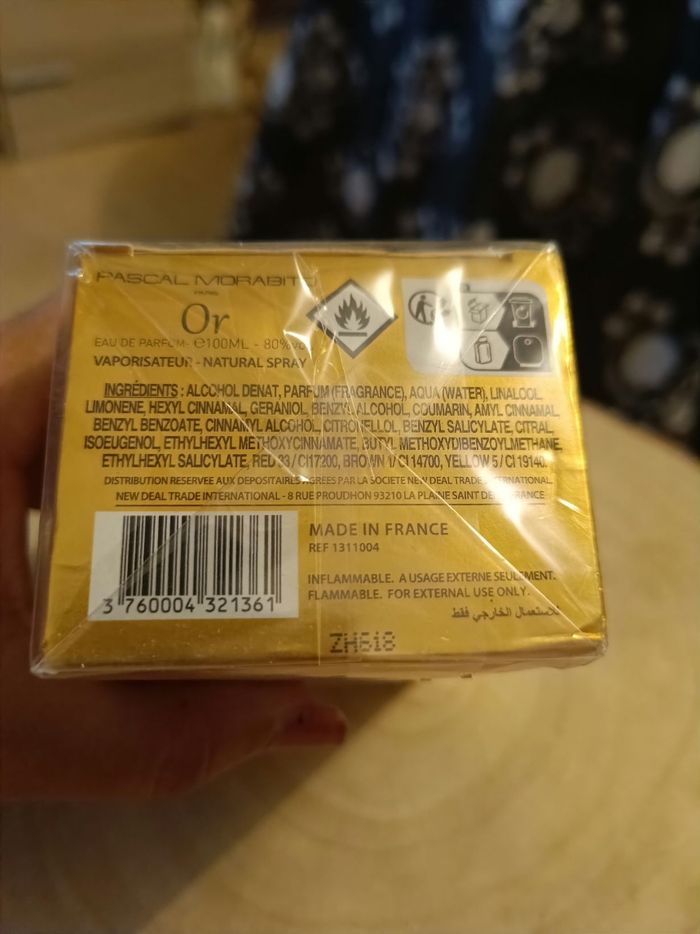 PASCAL MORABITO
PARIS
Or
EAU DE PARFUM- ℮100ML - 80%
VAPORISATEUR - NATURAL SPRAY
INGRÉDIENTS : ALCOHOL DENAT, PARFUM (FRAGRANCE), AQUA (WATER), LINALOOL,
LIMONENE, HEXYL CINNAMAL, GERANIOL, BENZYL ALCOHOL, COUMARIN, AMYL CINNAMAL,
BENZYL BENZOATE, CINNAMYL ALCOHOL, CITRONELLOL, BENZYL SALICYLATE, CITRAL,
ISOEUGENOL, ETHYLHEXYL METHOXYCINNAMATE, BUTYL METHOXYDIBENZOYLMETHANE,
ETHYLHEXYL SALICYLATE, RED 33 / CI17200, BROWN 1/ CI 14700, YELLOW 5 / CI 19140.
DISTRIBUTION RESERVEE AUX DEPOSITAIRES AGREES PAR LA SOCIETE NEW DEAL TRADE INTERNATIONAL.
NEW DEAL TRADE INTERNATIONAL - 8 RUE PROUDHON 93210 LA PLAINE SAINT FRANCE
3 760004 321361
MADE IN FRANCE
REF 1311004
INFLAMMABLE. A USAGE EXTERNE SEULEMENT.
FLAMMABLE. FOR EXTERNAL USE ONLY.
للاستعمال الخارجي فقط